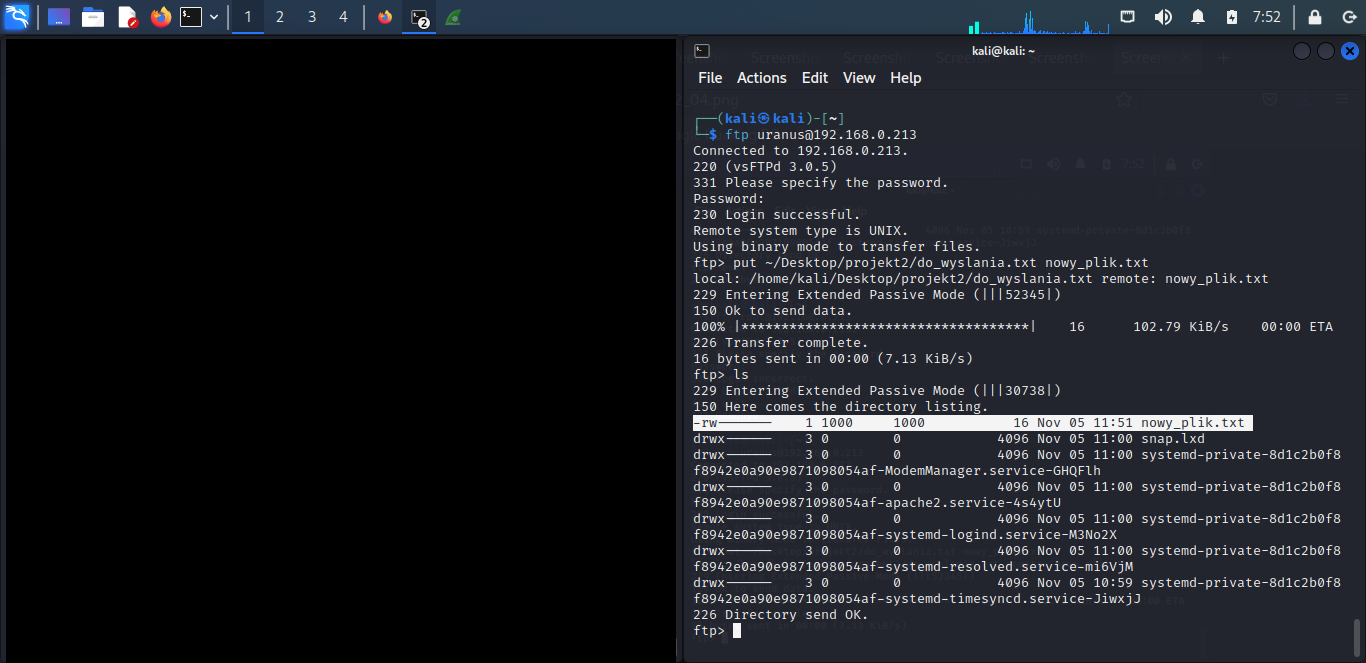 1 2 3 4 2 7:52
kali@kali: ~
File Actions Edit View Help
┌──(kali㉿kali)-[~]
└─$ ftp uranus@192.168.0.213
Connected to 192.168.0.213.
220 (vsFTPd 3.0.5)
331 Please specify the password.
Password:
230 Login successful.
Remote system type is UNIX.
Using binary mode to transfer files.
ftp> put ~/Desktop/projekt2/do_wyslania.txt nowy_plik.txt
local: /home/kali/Desktop/projekt2/do_wyslania.txt remote: nowy_plik.txt
229 Entering Extended Passive Mode (|||52345|)
150 Ok to send data.
100% |************************************| 16 102.79 KiB/s 00:00 ETA
226 Transfer complete.
16 bytes sent in 00:00 (7.13 KiB/s)
ftp> ls
229 Entering Extended Passive Mode (|||30738|)
150 Here comes the directory listing.
-rw------- 1 1000 1000 16 Nov 05 11:51 nowy_plik.txt
drwx------ 3 0 0 4096 Nov 05 11:00 snap.lxd
drwx------ 3 0 0 4096 Nov 05 11:00 systemd-private-8d1c2b0f8
f8942e0a90e9871098054af-ModemManager.service-GHQFlh
drwx------ 3 0 0 4096 Nov 05 11:00 systemd-private-8d1c2b0f8
f8942e0a90e9871098054af-apache2.service-4s4ytU
drwx------ 3 0 0 4096 Nov 05 11:00 systemd-private-8d1c2b0f8
f8942e0a90e9871098054af-systemd-logind.service-M3No2X
drwx------ 3 0 0 4096 Nov 05 11:00 systemd-private-8d1c2b0f8
f8942e0a90e9871098054af-systemd-resolved.service-mi6VjM
drwx------ 3 0 0 4096 Nov 05 10:59 systemd-private-8d1c2b0f8
f8942e0a90e9871098054af-systemd-timesyncd.service-JiwxjJ
226 Directory send OK.
ftp>